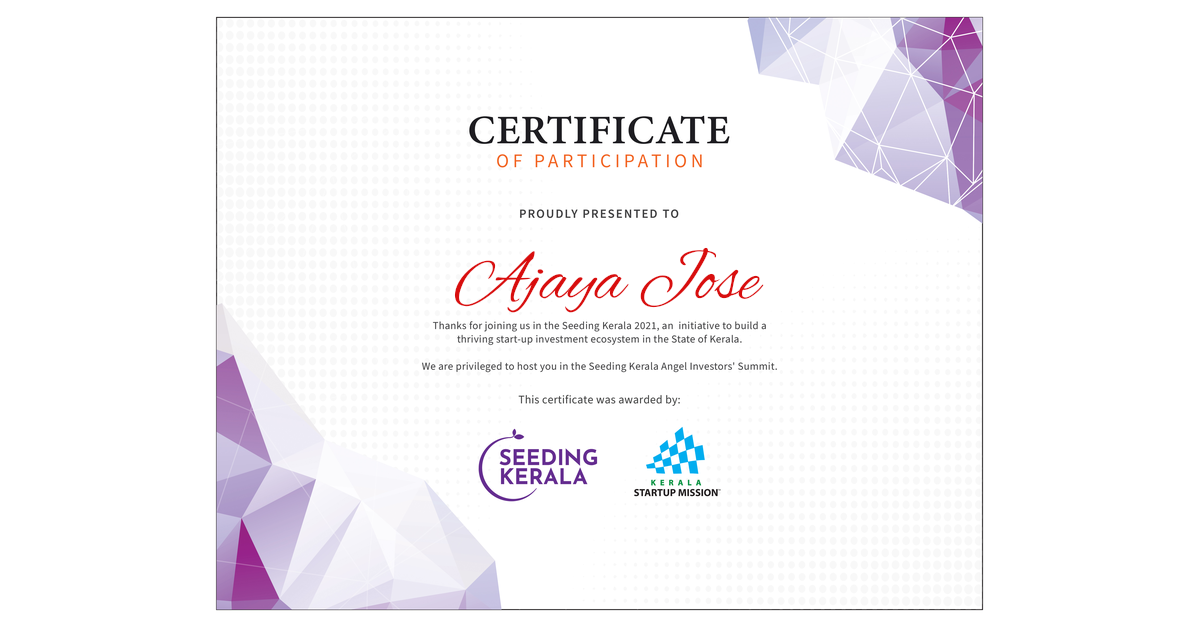 CERTIFICATE
OF PARTICIPATION
PROUDLY PRESENTED TO
Ajaya Jose
Thanks for joining us in the Seeding Kerala 2021, an initiative to build a
thriving start-up investment ecosystem in the State of Kerala.
We are privileged to host you in the Seeding Kerala Angel Investors' Summit.
This certificate was awarded by:
SEEDING
KERALA
KERALA
STARTUP MISSION